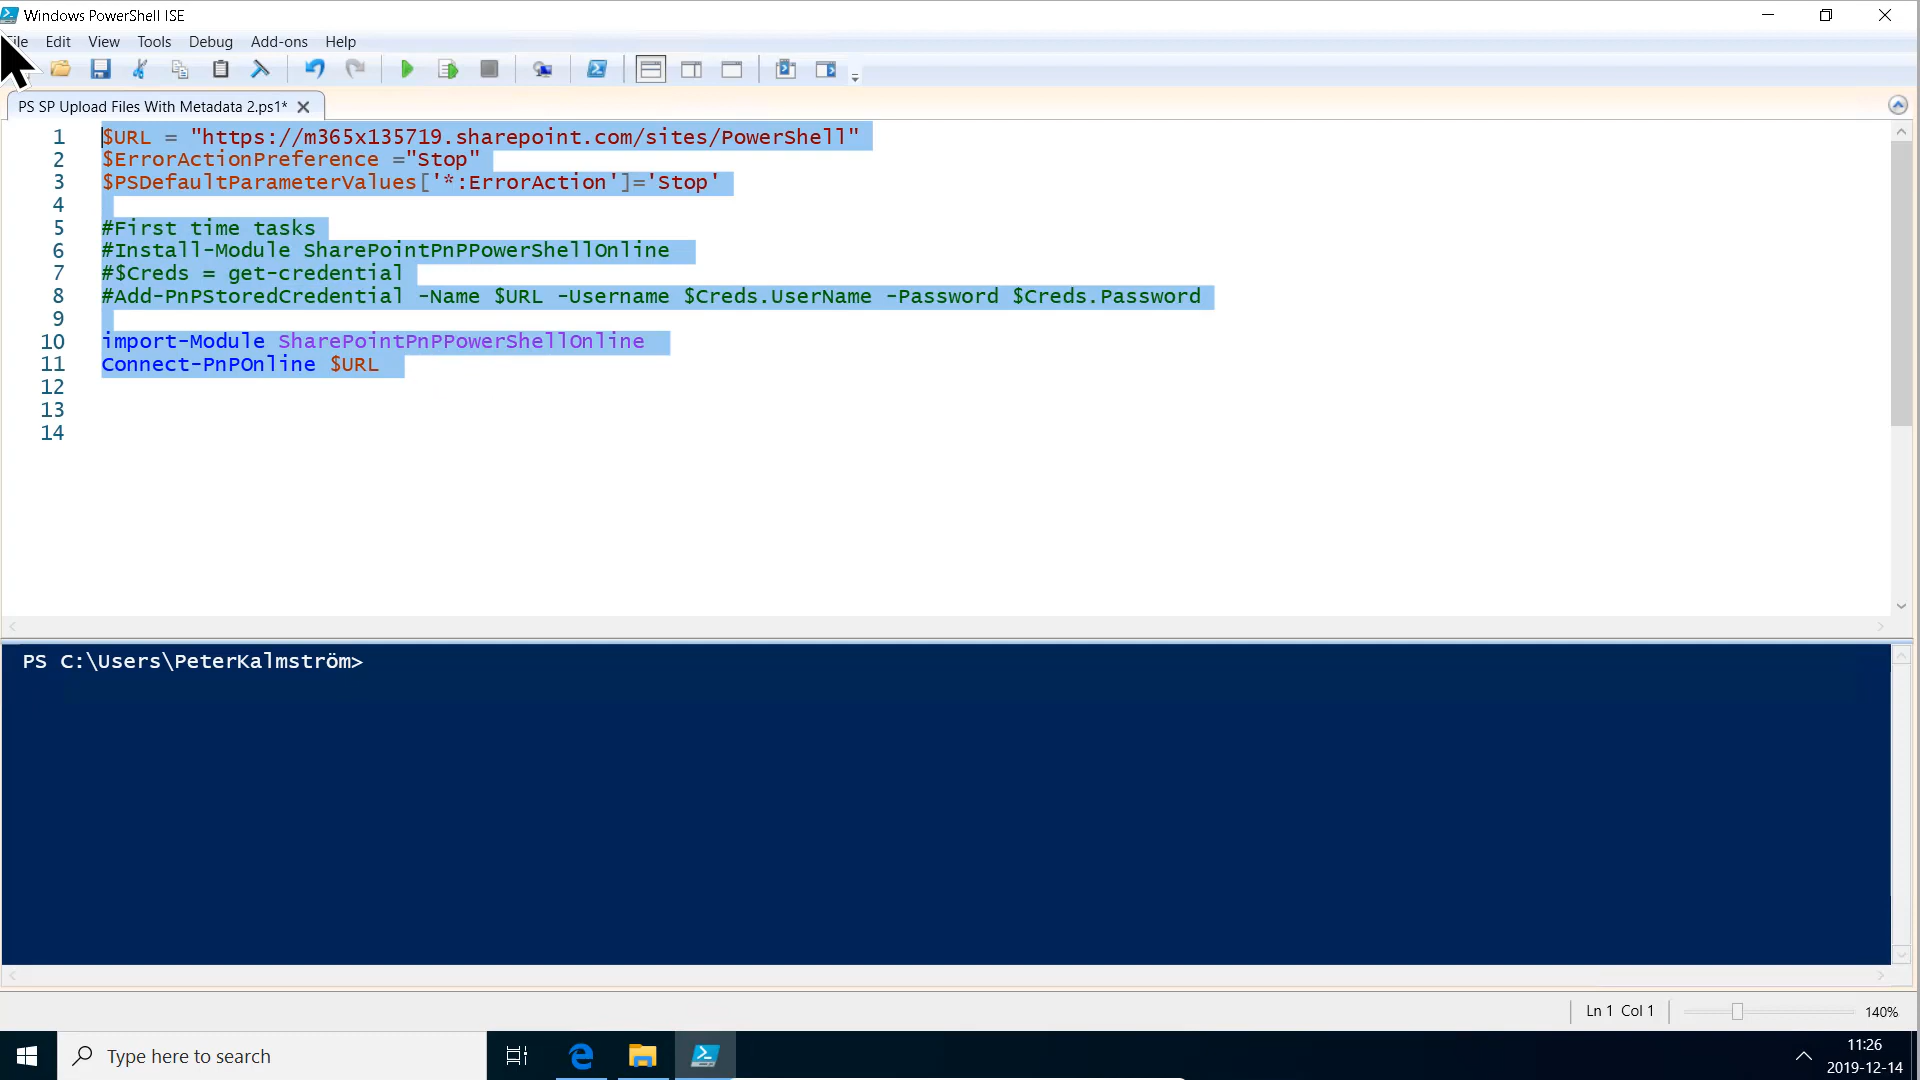 Windows PowerShell ISE
File Edit View Tools Debug Add-ons Help
PS SP Upload Files With Metadata 2.ps1*
1 $URL = "https://m365x135719.sharepoint.com/sites/PowerShell"
2 $ErrorActionPreference ="Stop"
3 $PSDefaultParameterValues['*:ErrorAction']='Stop'
4
5 #First time tasks
6 #Install-Module SharePointPnPPowerShellOnline
7 #$Creds = get-credential
8 #Add-PnPStoredCredential -Name $URL -Username $Creds.UserName -Password $Creds.Password
9
10 import-Module SharePointPnPPowerShellOnline
11 Connect-PnPOnline $URL
12
13
14
PS C:\Users\PeterKalmström>
Ln 1 Col 1 140%
Type here to search
11:26
2019-12-14